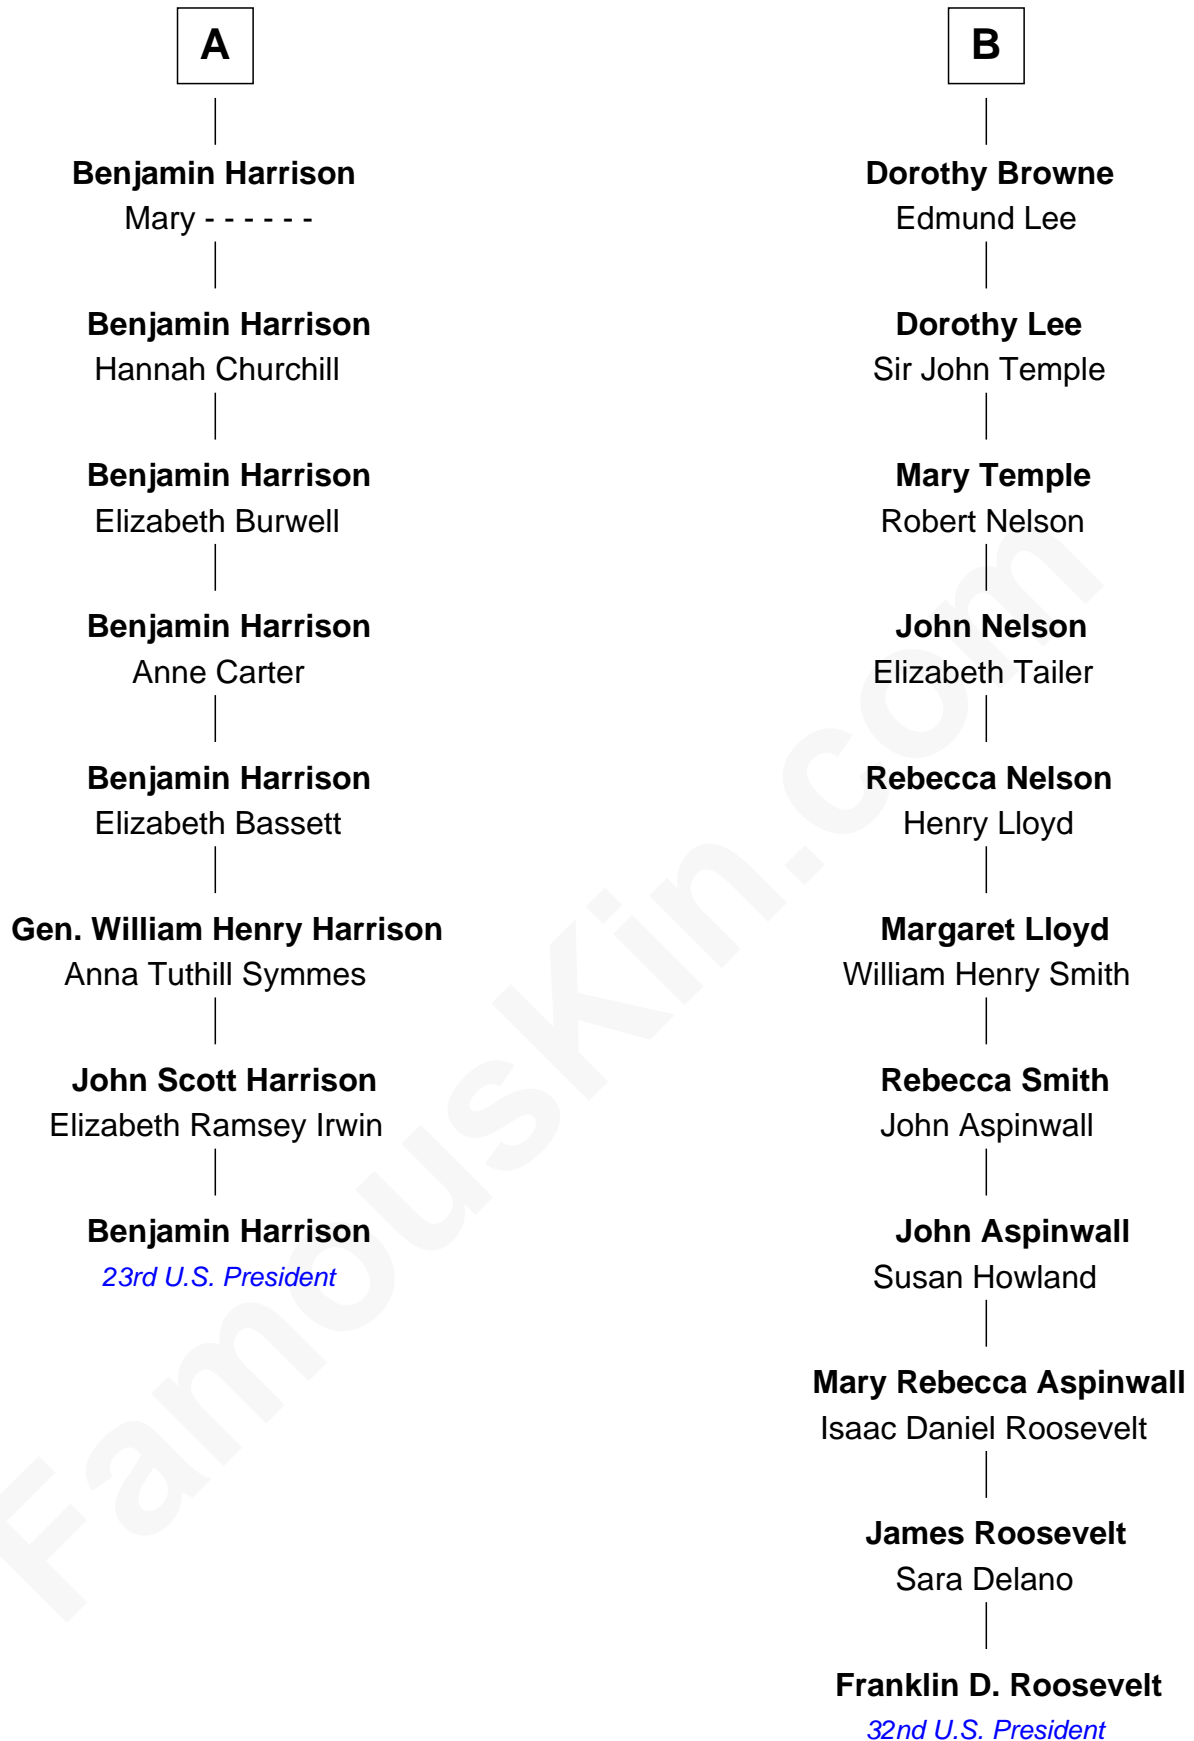 A
Benjamin Harrison
Mary - - - - - -
Benjamin Harrison
Hannah Churchill
Benjamin Harrison
Elizabeth Burwell
Benjamin Harrison
Anne Carter
Benjamin Harrison
Elizabeth Bassett
Gen. William Henry Harrison
Anna Tuthill Symmes
John Scott Harrison
Elizabeth Ramsey Irwin
Benjamin Harrison
23rd U.S. President
B
Dorothy Browne
Edmund Lee
Dorothy Lee
Sir John Temple
Mary Temple
Robert Nelson
John Nelson
Elizabeth Tailer
Rebecca Nelson
Henry Lloyd
Margaret Lloyd
William Henry Smith
Rebecca Smith
John Aspinwall
John Aspinwall
Susan Howland
Mary Rebecca Aspinwall
Isaac Daniel Roosevelt
James Roosevelt
Sara Delano
Franklin D. Roosevelt
32nd U.S. President
FamousKin.com